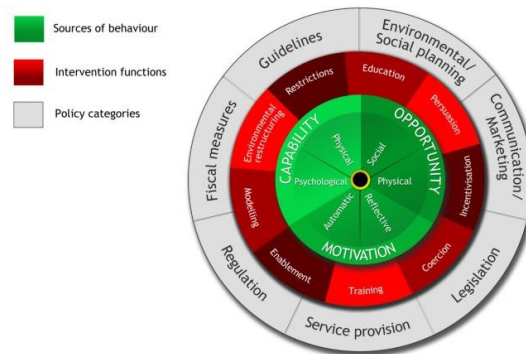 Sources of behaviour
Intervention functions
Policy categories
Guidelines
Environmental/
Social planning
Communication/
Marketing
Legislation
Service provision
Regulation
Fiscal measures
Restrictions
Education
Persuasion
Incentivisation
Coercion
Training
Enablement
Modelling
Environmental
restructuring
CAPABILITY
OPPORTUNITY
MOTIVATION
Physical
Social
Psychological
Physical
Automatic
Reflective